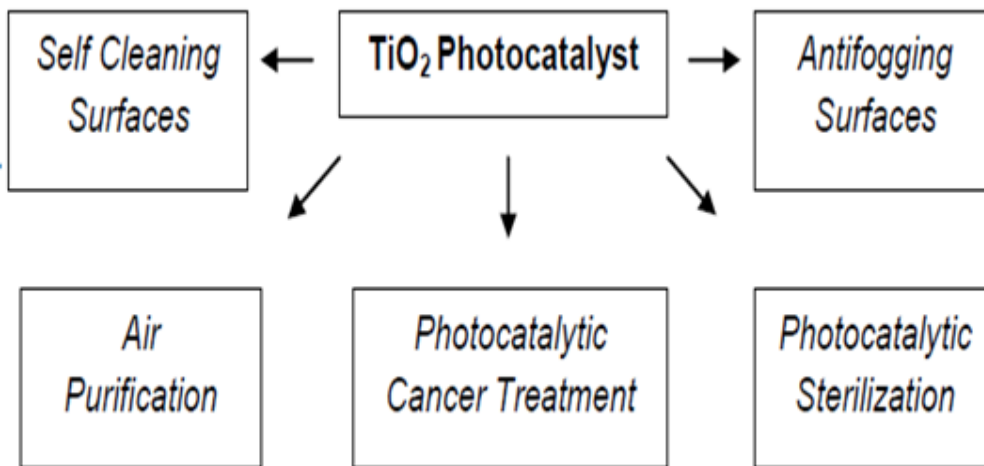 Self Cleaning
Surfaces
TiO₂ Photocatalyst
Antifogging
Surfaces
Air
Purification
Photocatalytic
Cancer Treatment
Photocatalytic
Sterilization